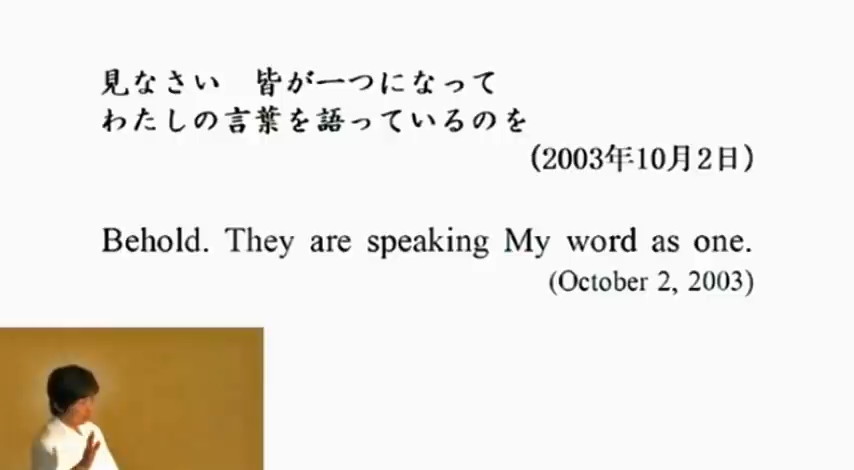 見なさい　皆が一つになって
わたしの言葉を語っているのを
(2003年10月2日)
Behold. They are speaking My word as one.
(October 2, 2003)